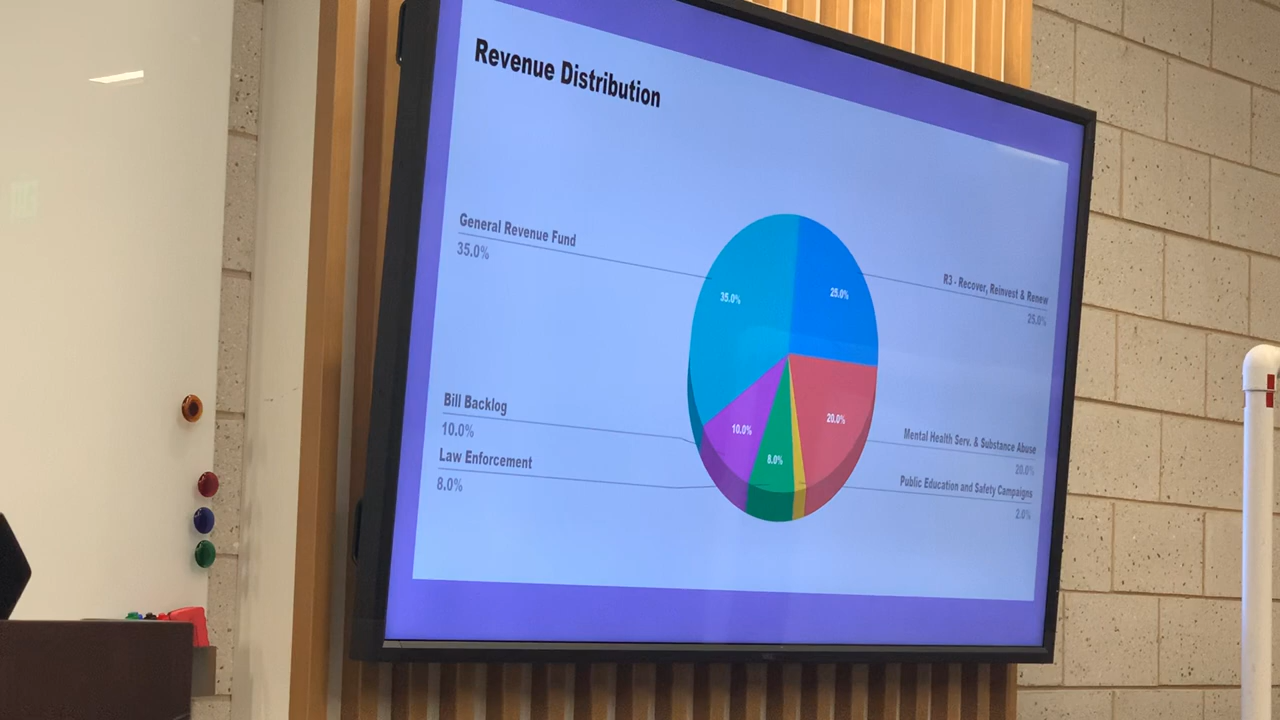 Revenue Distribution
General Revenue Fund
35.0%
Bill Backlog
10.0%
Law Enforcement
8.0%
35.0%
25.0%
20.0%
10.0%
8.0%
R3 - Recover, Reinvest & Renew
25.0%
Mental Health Serv. & Substance Abuse
20.0%
Public Education and Safety Campaigns
2.0%